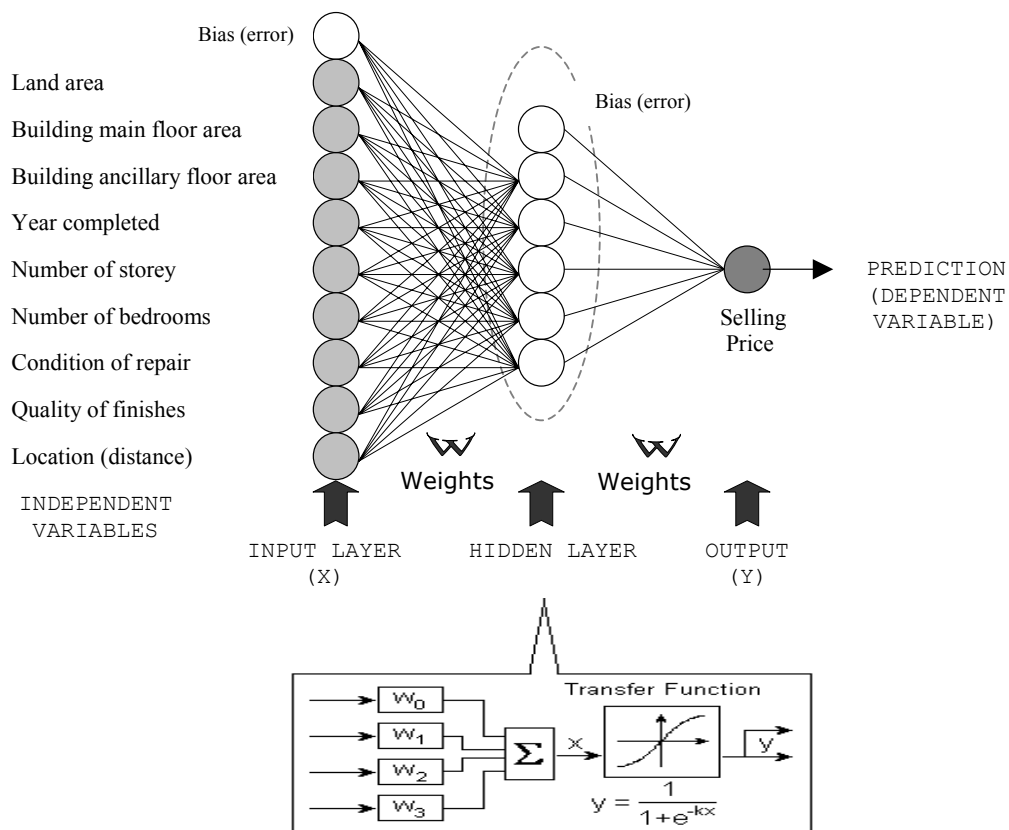 Bias (error)
Land area
Building main floor area
Building ancillary floor area
Year completed
Number of storey
Number of bedrooms
Condition of repair
Quality of finishes
Location (distance)
INDEPENDENT
VARIABLES
Bias (error)
Selling
Price
PREDICTION
(DEPENDENT
VARIABLE)
W
Weights
W
Weights
INPUT LAYER
(X)
HIDDEN LAYER
OUTPUT
(Y)
Transfer Function
W0
W1
W2
W3
Σ
x
y
y = 1
1+e^-kx